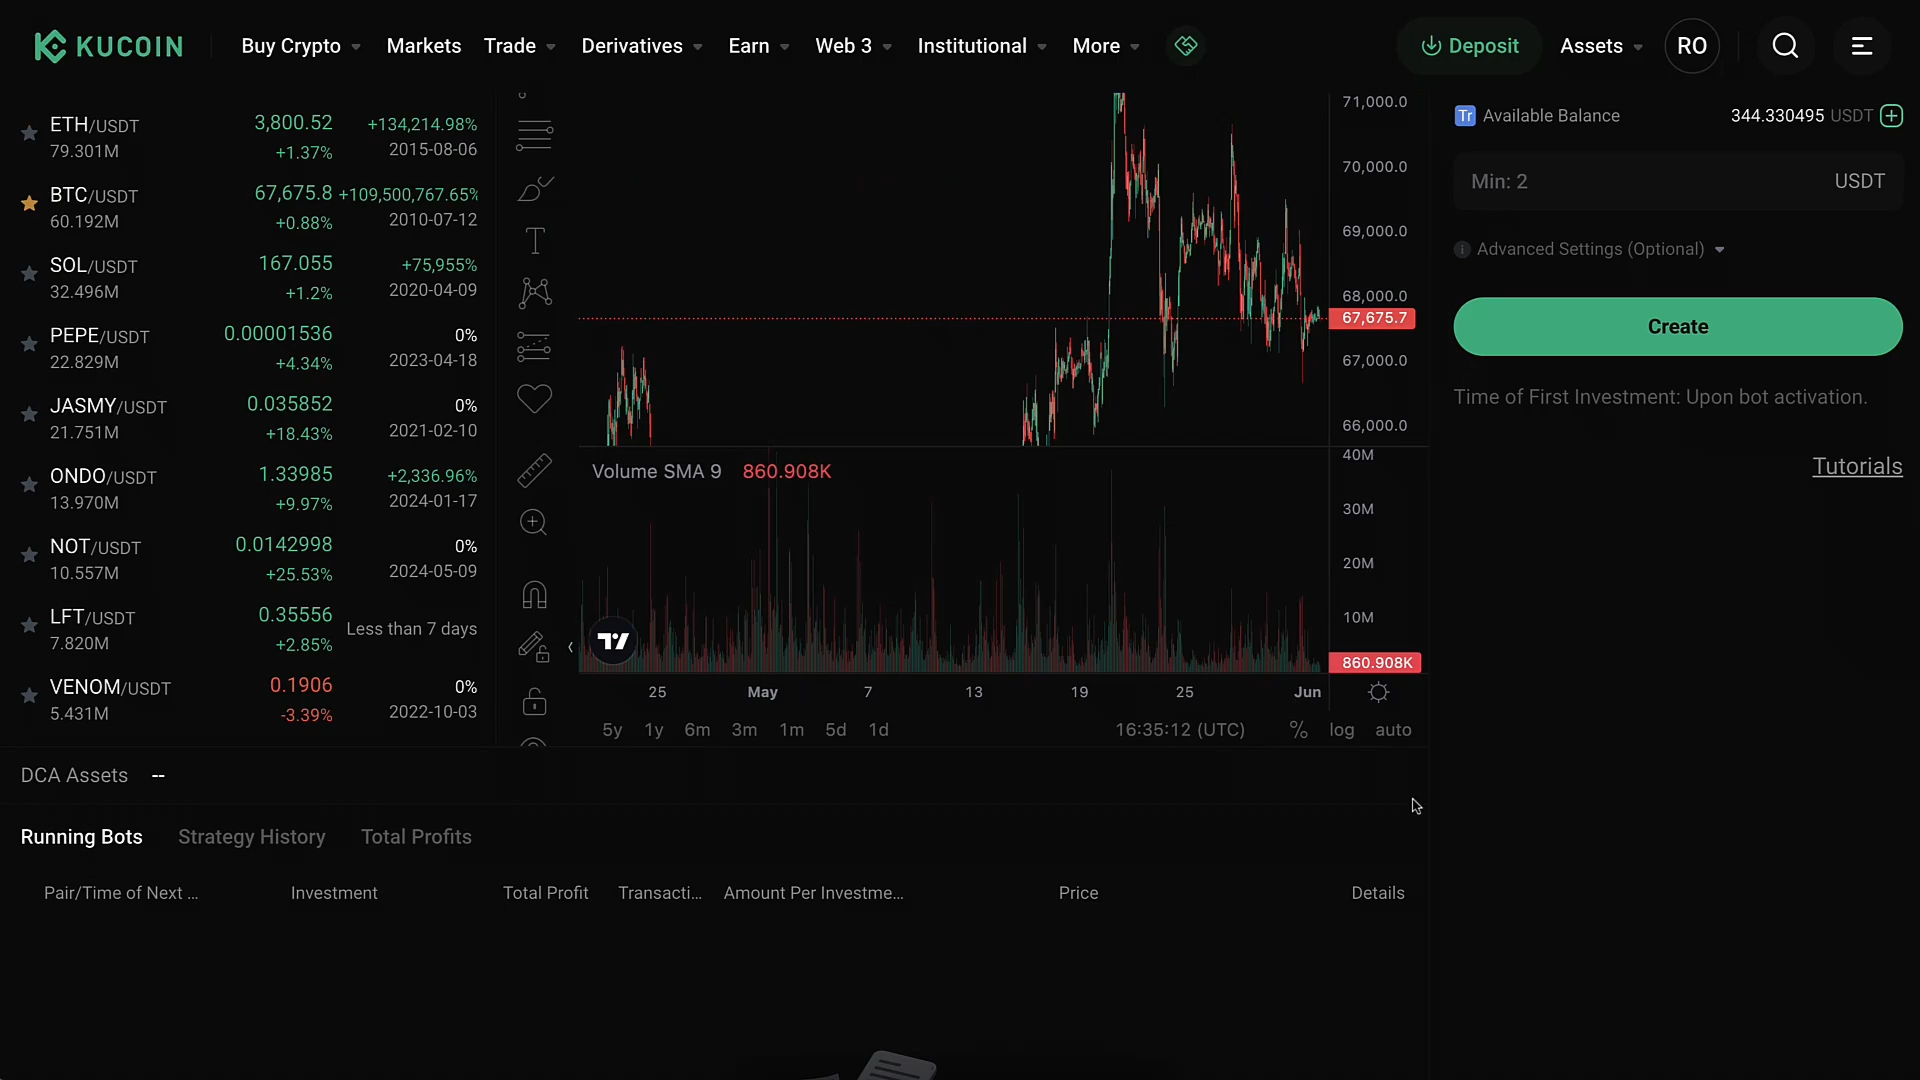 KUCOIN Buy Crypto Markets Trade Derivatives Earn Web 3 Institutional More Deposit Assets RO
ETH/USDT 3,800.52 +134,214.98%
79.301M +1.37% 2015-08-06
BTC/USDT 67,675.8 +109,500,767.65%
60.192M +0.88% 2010-07-12
SOL/USDT 167.055 +75,955%
32.496M +1.2% 2020-04-09
PEPE/USDT 0.00001536 0%
22.829M +4.34% 2023-04-18
JASMY/USDT 0.035852 0%
21.751M +18.43% 2021-02-10
ONDO/USDT 1.33985 +2,336.96%
13.970M +9.97% 2024-01-17
NOT/USDT 0.0142998 0%
10.557M +25.53% 2024-05-09
LFT/USDT 0.35556 Less than 7 days
7.820M +2.85%
VENOM/USDT 0.1906 0%
5.431M -3.39% 2022-10-03
T
71,000.0
70,000.0
69,000.0
68,000.0
67,675.7
67,000.0
66,000.0
Volume SMA 9 860.908K
40M
30M
20M
10M
860.908K
25 May 7 13 19 25 Jun
5y 1y 6m 3m 1m 5d 1d 16:35:12 (UTC) % log auto
Tr Available Balance 344.330495 USDT
Min: 2 USDT
Advanced Settings (Optional)
Create
Time of First Investment: Upon bot activation.
Tutorials
DCA Assets --
Running Bots Strategy History Total Profits
Pair/Time of Next ... Investment Total Profit Transacti... Amount Per Investme... Price Details